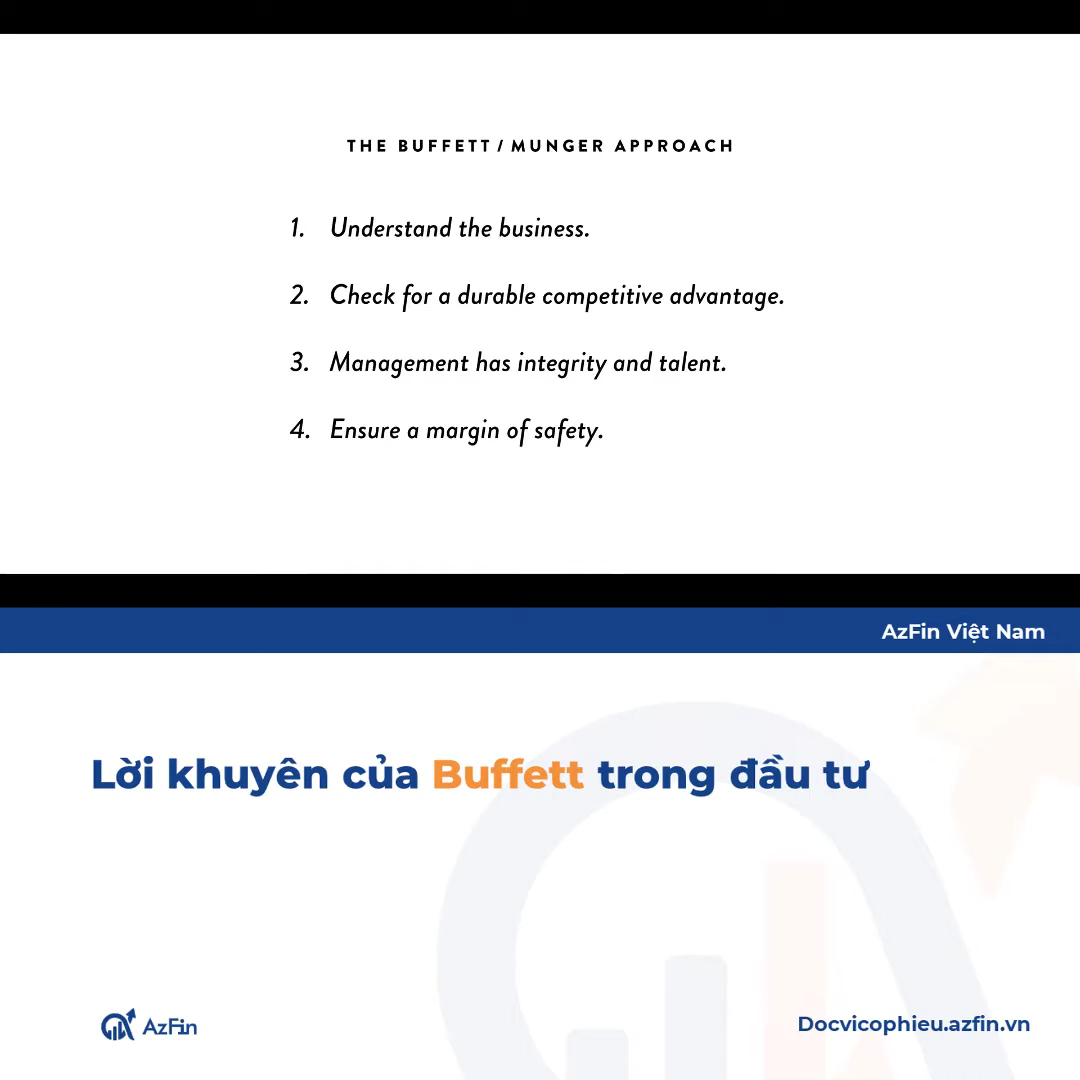 THE BUFFETT / MUNGER APPROACH
1. Understand the business.
2. Check for a durable competitive advantage.
3. Management has integrity and talent.
4. Ensure a margin of safety.
AzFin Việt Nam
Lời khuyên của Buffett trong đầu tư
AzFin
Docvicophieu.azfin.vn